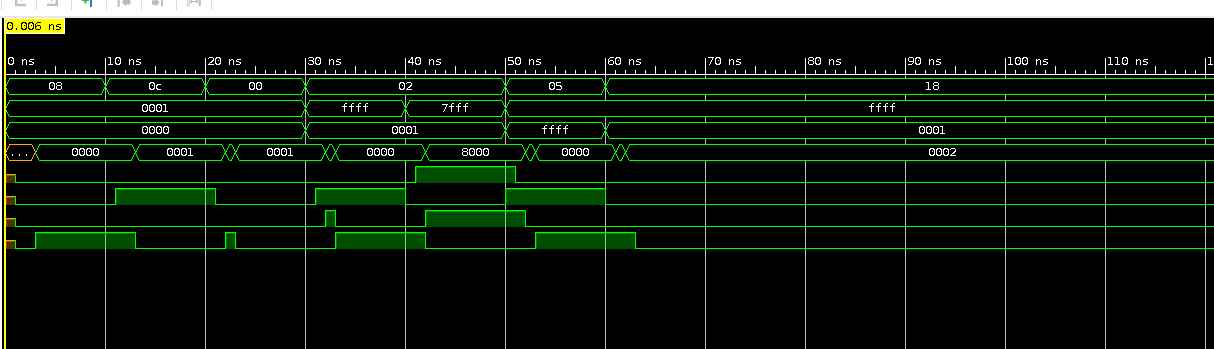 0.006 ns
0 ns 10 ns 20 ns 30 ns 40 ns 50 ns 60 ns 70 ns 80 ns 90 ns 100 ns 110 ns
08 0c 00 02 05 18
0001 ffff 7fff ffff
0000 0001 ffff 0001
... 0000 0001 0001 0000 8000 0000 0002